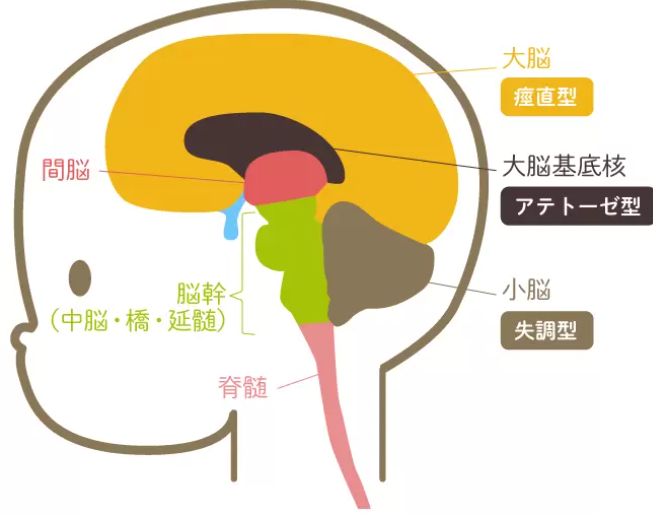 大脳
痙直型
間脳
大脳基底核
アテトーゼ型
脳幹
（中脳・橋・延髄）
小脳
失調型
脊髄